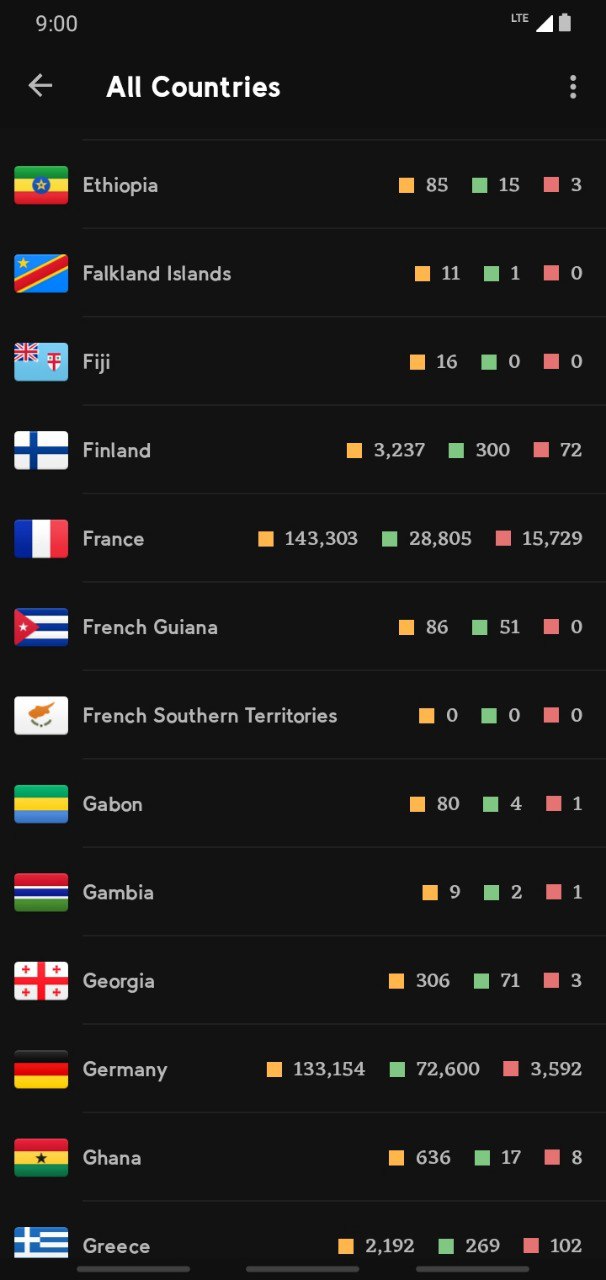 9:00 LTE
All Countries
Ethiopia 85 15 3
Falkland Islands 11 1 0
Fiji 16 0 0
Finland 3,237 300 72
France 143,303 28,805 15,729
French Guiana 86 51 0
French Southern Territories 0 0 0
Gabon 80 4 1
Gambia 9 2 1
Georgia 306 71 3
Germany 133,154 72,600 3,592
Ghana 636 17 8
Greece 2,192 269 102